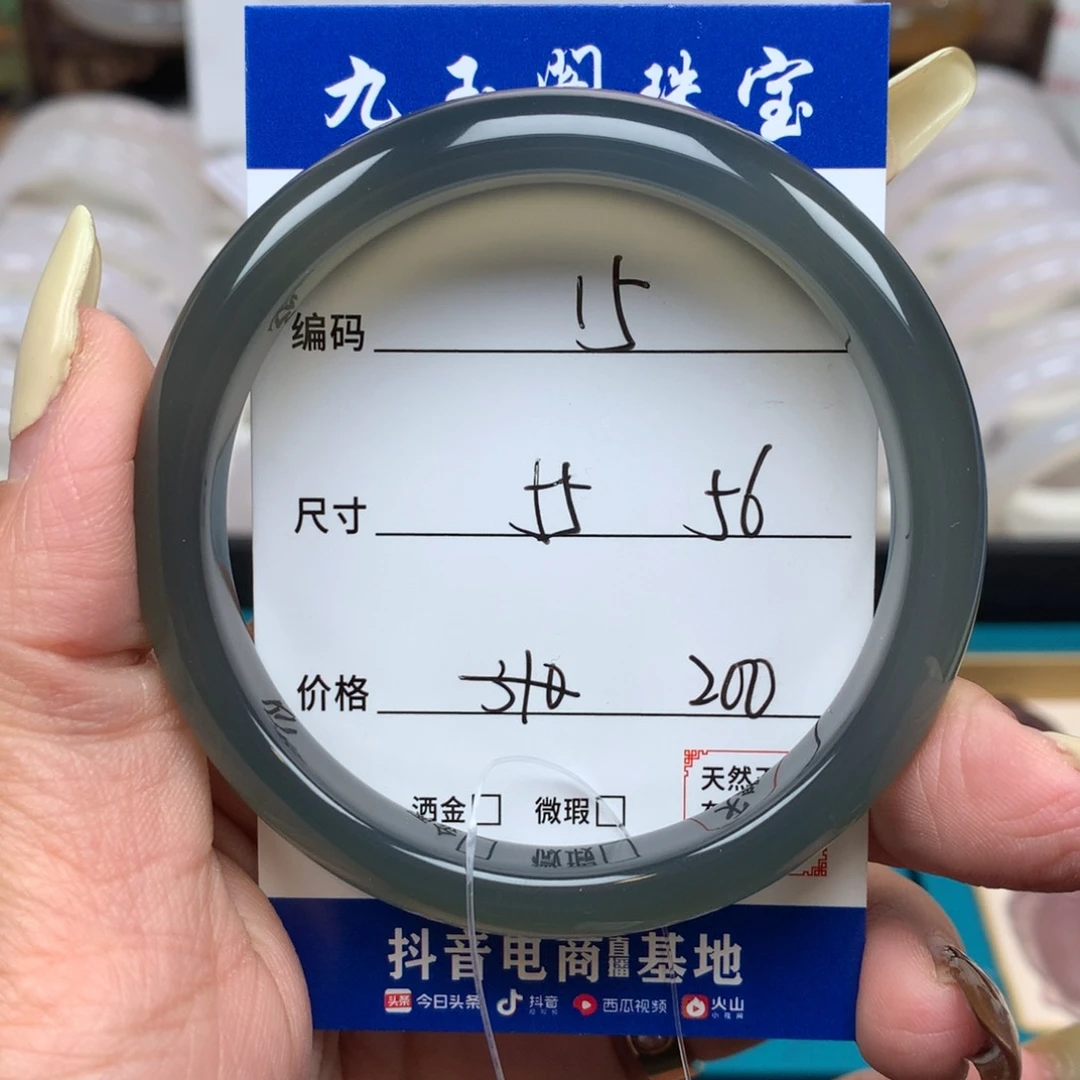 九玉阁珠宝
编码 15
尺寸 55 56
价格 310 200
洒金□ 微瑕□
天然
抖音电商直播基地
头条 今日头条 抖音 西瓜视频 火山